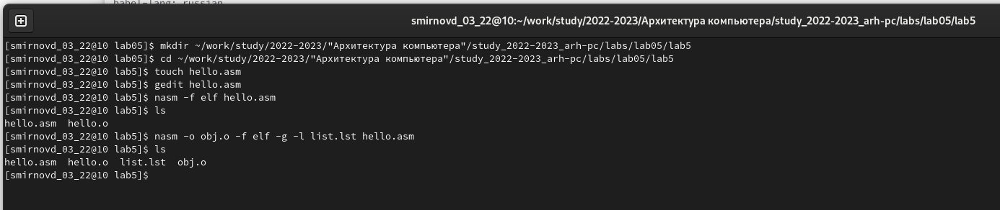 babel-lang: russian
smirnovd_03_22@10:~/work/study/2022-2023/Архитектура компьютера/study_2022-2023_arh-pc/labs/lab05/lab5
[smirnovd_03_22@10 lab05]$ mkdir ~/work/study/2022-2023/"Архитектура компьютера"/study_2022-2023_arh-pc/labs/lab05/lab5
[smirnovd_03_22@10 lab05]$ cd ~/work/study/2022-2023/"Архитектура компьютера"/study_2022-2023_arh-pc/labs/lab05/lab5
[smirnovd_03_22@10 lab5]$ touch hello.asm
[smirnovd_03_22@10 lab5]$ gedit hello.asm
[smirnovd_03_22@10 lab5]$ nasm -f elf hello.asm
[smirnovd_03_22@10 lab5]$ ls
hello.asm  hello.o
[smirnovd_03_22@10 lab5]$ nasm -o obj.o -f elf -g -l list.lst hello.asm
[smirnovd_03_22@10 lab5]$ ls
hello.asm  hello.o  list.lst  obj.o
[smirnovd_03_22@10 lab5]$